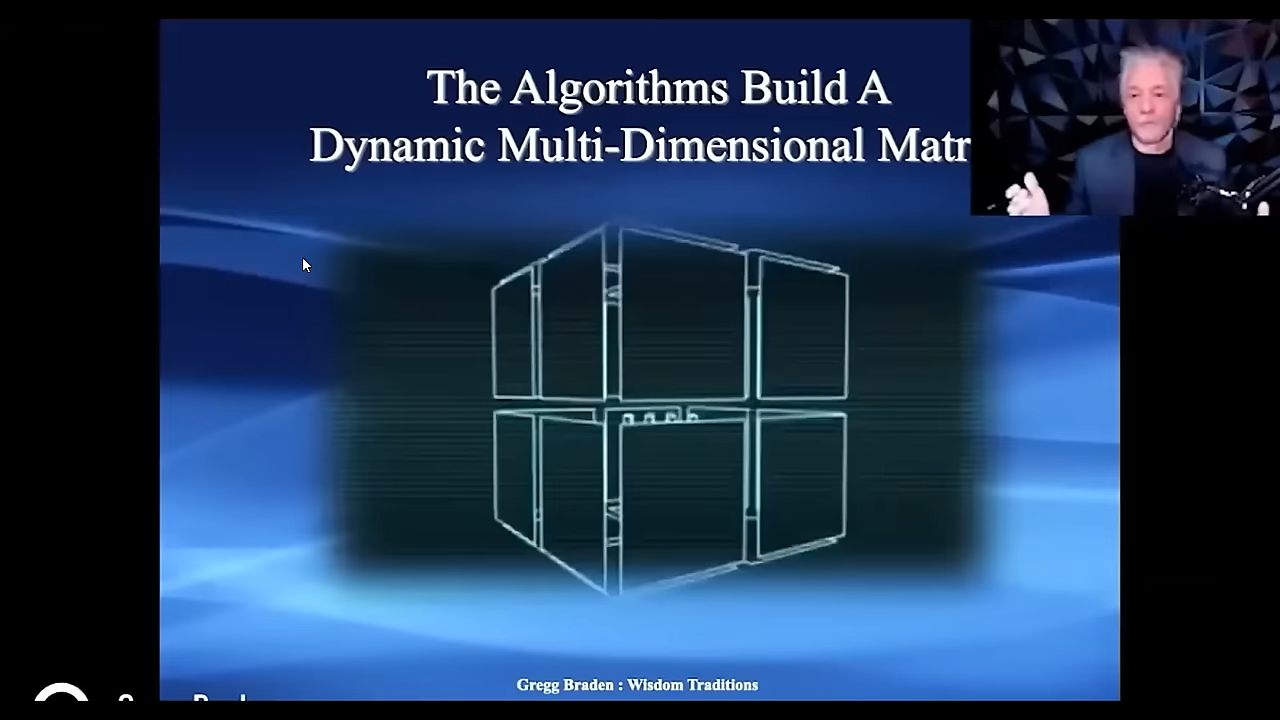 The Algorithms Build A
Dynamic Multi-Dimensional Matr
Gregg Braden : Wisdom Traditions